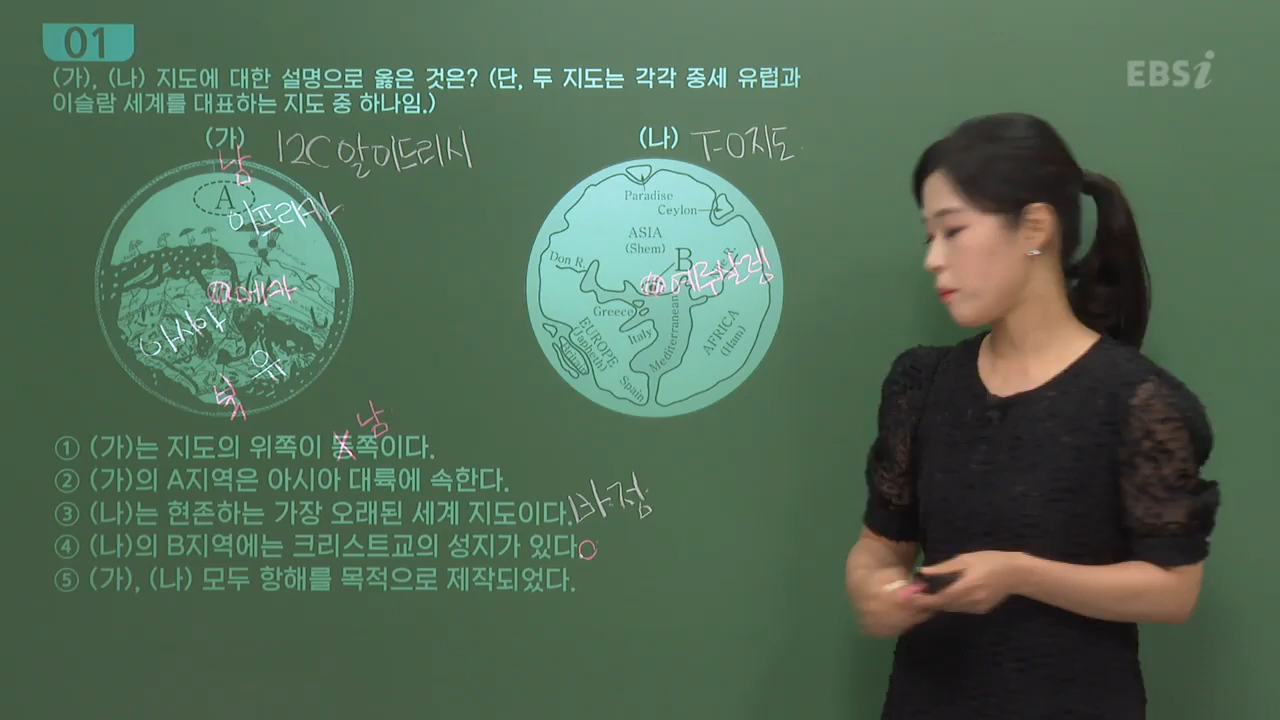 01
EBSi
(가), (나) 지도에 대한 설명으로 옳은 것은? (단, 두 지도는 각각 중세 유럽과
이슬람 세계를 대표하는 지도 중 하나임.)
(가) 12C 알이드리시
남
A
아프리카
메카
아시아
유
북
(나) T-O지도
Paradise
Ceylon
ASIA
(Shem)
B
Don R.
R.
예루살렘
Greece
Italy
EUROPE
(Japheth)
Mediterranean
AFRICA
(Ham)
Spain
남
① (가)는 지도의 위쪽이 동쪽이다.
② (가)의 A지역은 아시아 대륙에 속한다.
③ (나)는 현존하는 가장 오래된 세계 지도이다. 바-점
④ (나)의 B지역에는 크리스트교의 성지가 있다.
⑤ (가), (나) 모두 항해를 목적으로 제작되었다.